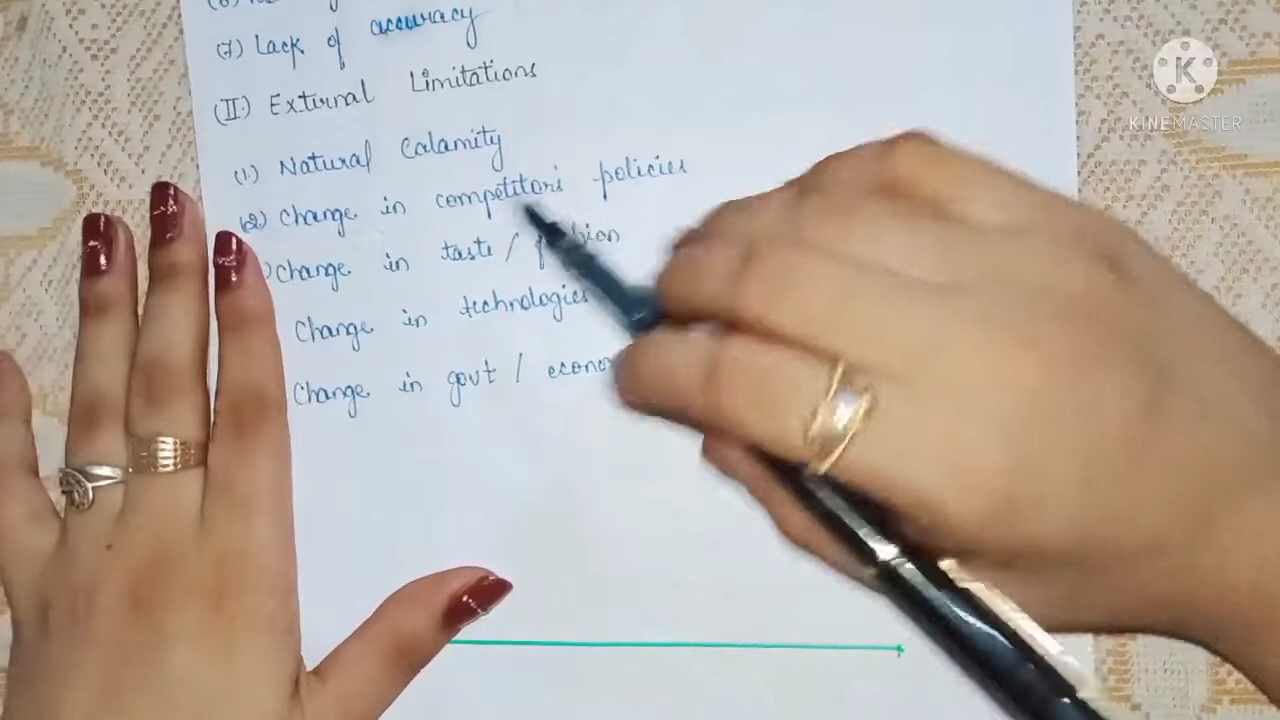 (7) Lack of accuracy
(II) External Limitations
(1.) Natural Calamity
(2) Change in competitors policies
) Change in taste / fashion
Change in technologies
Change in govt /
K
KINEMASTER